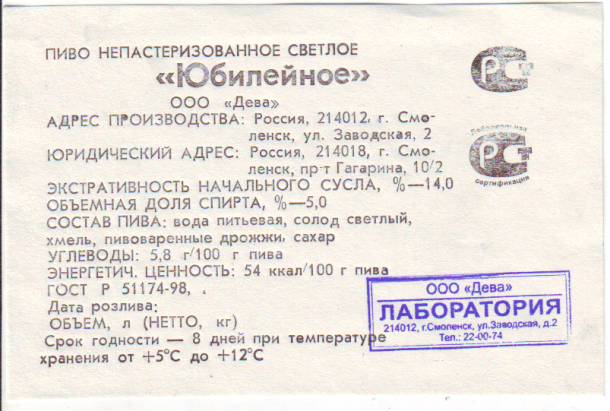 ПИВО НЕПАСТЕРИЗОВАННОЕ СВЕТЛОЕ
«Юбилейное»
ООО «Дева»
АДРЕС ПРОИЗВОДСТВА: Россия, 214012, г. Смо-
ленск, ул. Заводская, 2
ЮРИДИЧЕСКИЙ АДРЕС: Россия, 214018, г. Смо-
ленск, пр-т Гагарина, 10/2
ЭКСТРАТИВНОСТЬ НАЧАЛЬНОГО СУСЛА, %—14,0
ОБЪЕМНАЯ ДОЛЯ СПИРТА, %—5,0
СОСТАВ ПИВА: вода питьевая, солод светлый,
хмель, пивоваренные дрожжи, сахар
УГЛЕВОДЫ: 5,8 г/100 г пива
ЭНЕРГЕТИЧ. ЦЕННОСТЬ: 54 ккал/100 г пива
ГОСТ Р 51174-98, .
Дата розлива:
ОБЪЕМ, л (НЕТТО, кг)
Срок годности — 8 дней при температуре
хранения от +5°С до +12°С
РСТ
Добровольная
РСТ
сертификация
ООО «Дева»
ЛАБОРАТОРИЯ
214012, г.Смоленск, ул.Заводская, д.2
Тел.: 22-00-74